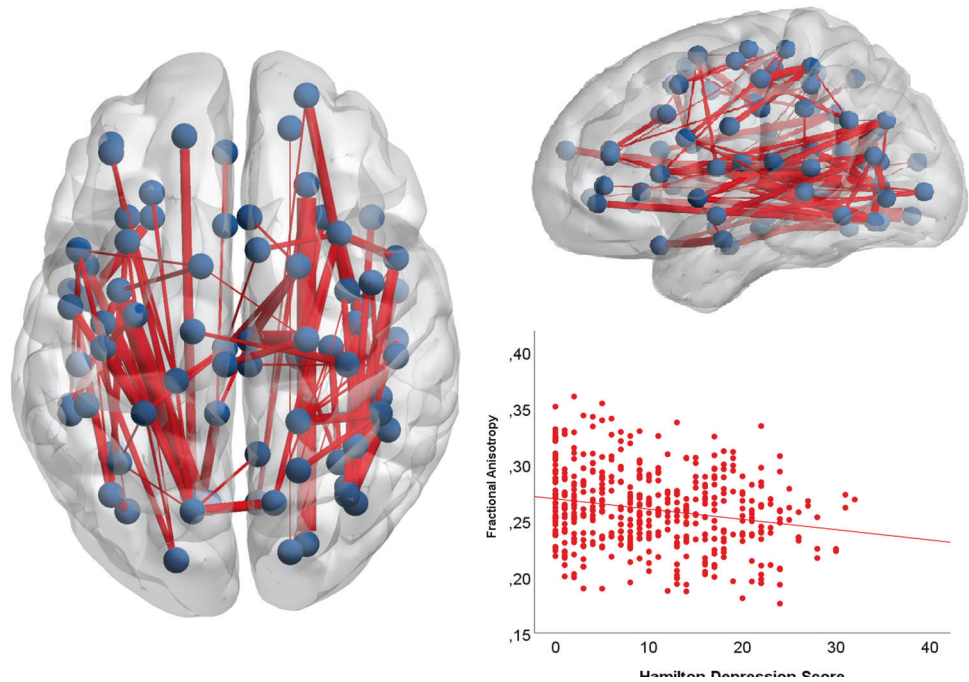 ,40
,35
,30
,25
,20
,15
Fractional Anisotropy
0 10 20 30 40
Hamilton Depression Score